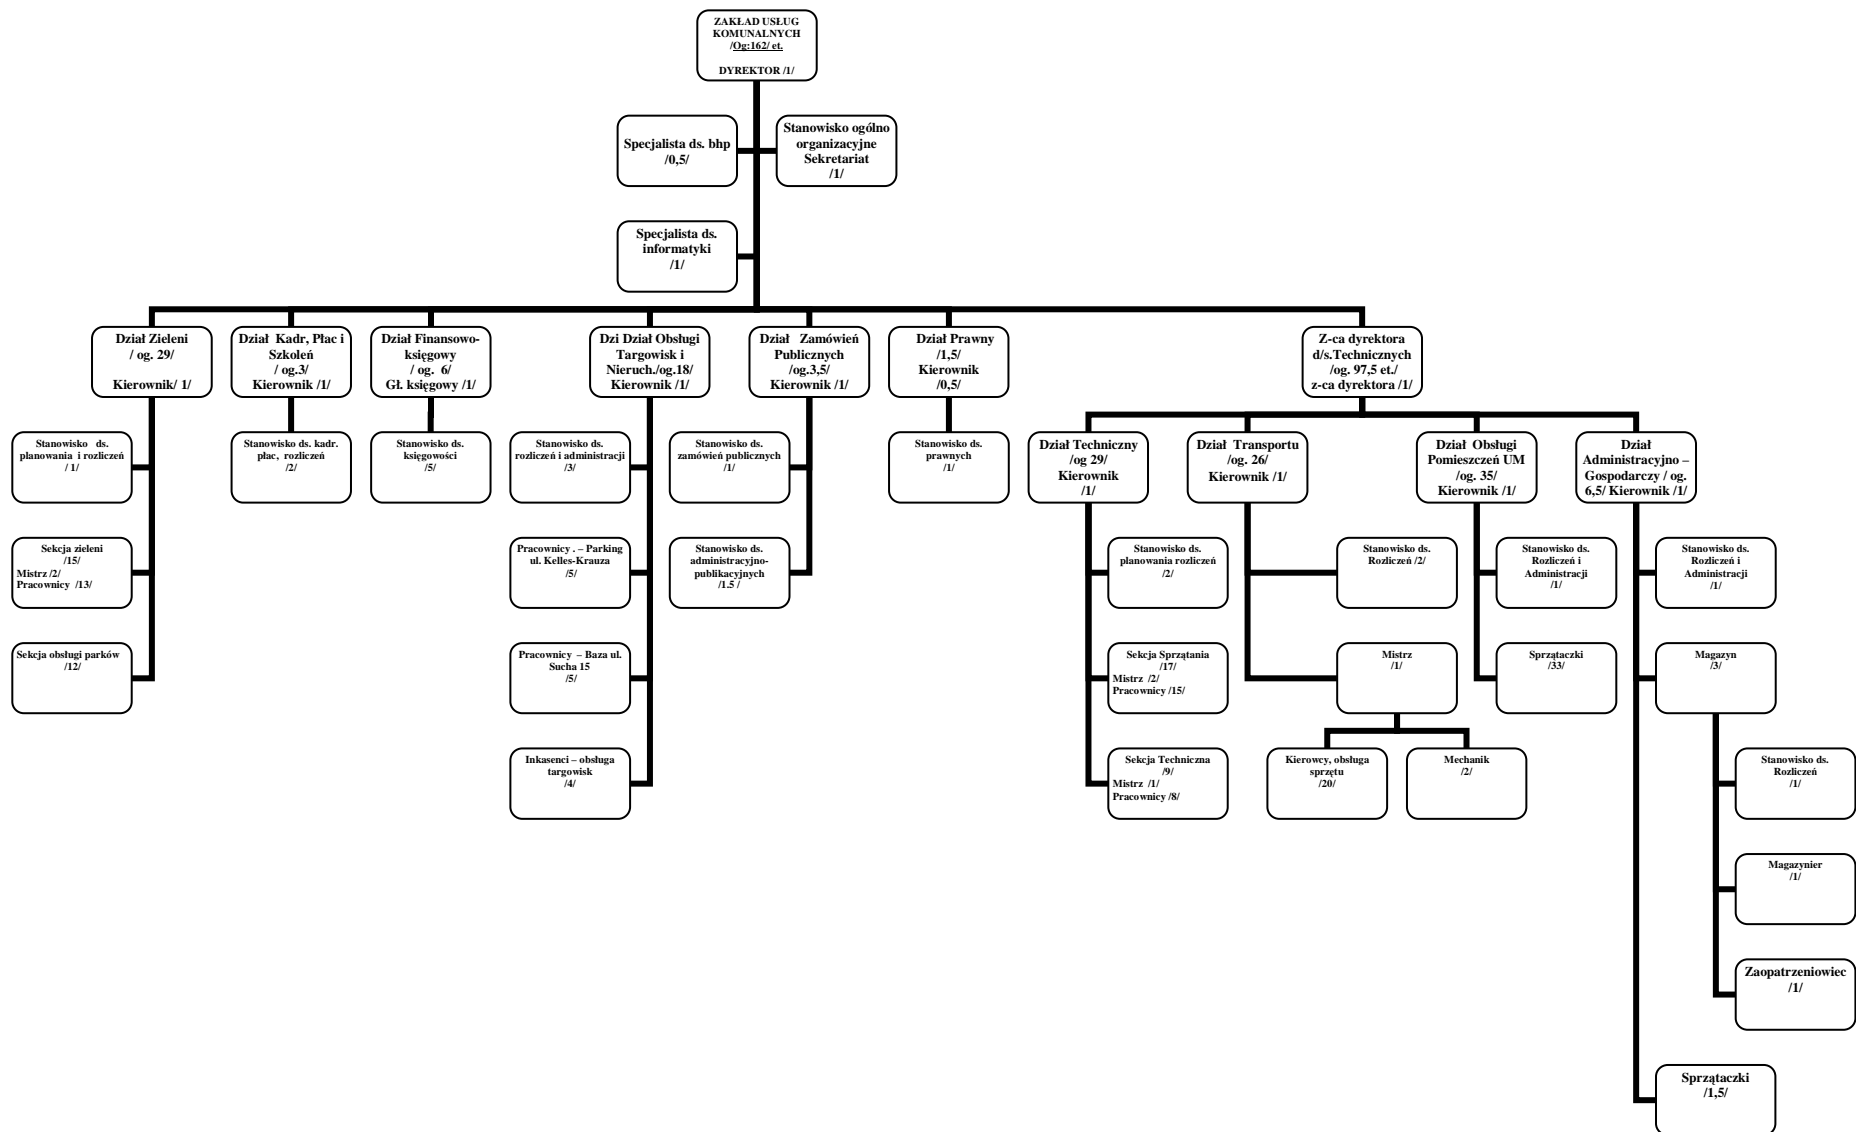 ZAKŁAD USŁUG
KOMUNALNYCH
/Og:162/ et.
DYREKTOR /1/
Specjalista ds. bhp
/0,5/
Stanowisko ogólno
organizacyjne
Sekretariat
/1/
Specjalista ds.
informatyki
/1/
Dział Zieleni
/ og. 29/
Kierownik/ 1/
Dział Kadr, Płac i
Szkoleń
/ og.3/
Kierownik /1/
Dział Finansowo-
księgowy
/ og. 6/
Gł. księgowy /1/
Dzi Dział Obsługi
Targowisk i
Nieruch./og.18/
Kierownik /1/
Dział Zamówień
Publicznych
/og.3,5/
Kierownik /1/
Dział Prawny
/1,5/
Kierownik
/0,5/
Z-ca dyrektora
d/s.Technicznych
/og. 97,5 et./
z-ca dyrektora /1/
Stanowisko ds.
planowania i rozliczeń
/ 1/
Stanowisko ds. kadr.
płac, rozliczeń
/2/
Stanowisko ds.
księgowości
/5/
Stanowisko ds.
rozliczeń i administracji
/3/
Stanowisko ds.
zamówień publicznych
/1/
Stanowisko ds.
prawnych
/1/
Dział Techniczny
/og 29/
Kierownik
/1/
Dział Transportu
/og. 26/
Kierownik /1/
Dział Obsługi
Pomieszczeń UM
/og. 35/
Kierownik /1/
Dział
Administracyjno –
Gospodarczy / og.
6,5/ Kierownik /1/
Sekcja zieleni
/15/
Mistrz /2/
Pracownicy /13/
Pracownicy . – Parking
ul. Kelles-Krauza
/5/
Stanowisko ds.
administracyjno-
publikacyjnych
/1.5 /
Stanowisko ds.
planowania rozliczeń
/2/
Stanowisko ds.
Rozliczeń /2/
Stanowisko ds.
Rozliczeń i
Administracji
/1/
Stanowisko ds.
Rozliczeń i
Administracji
/1/
Sekcja obsługi parków
/12/
Pracownicy – Baza ul.
Sucha 15
/5/
Sekcja Sprzątania
/17/
Mistrz /2/
Pracownicy /15/
Mistrz
/1/
Sprzątaczki
/33/
Magazyn
/3/
Inkasenci – obsługa
targowisk
/4/
Sekcja Techniczna
/9/
Mistrz /1/
Pracownicy /8/
Kierowcy, obsługa
sprzętu
/20/
Mechanik
/2/
Stanowisko ds.
Rozliczeń
/1/
Magazynier
/1/
Zaopatrzeniowiec
/1/
Sprzątaczki
/1,5/